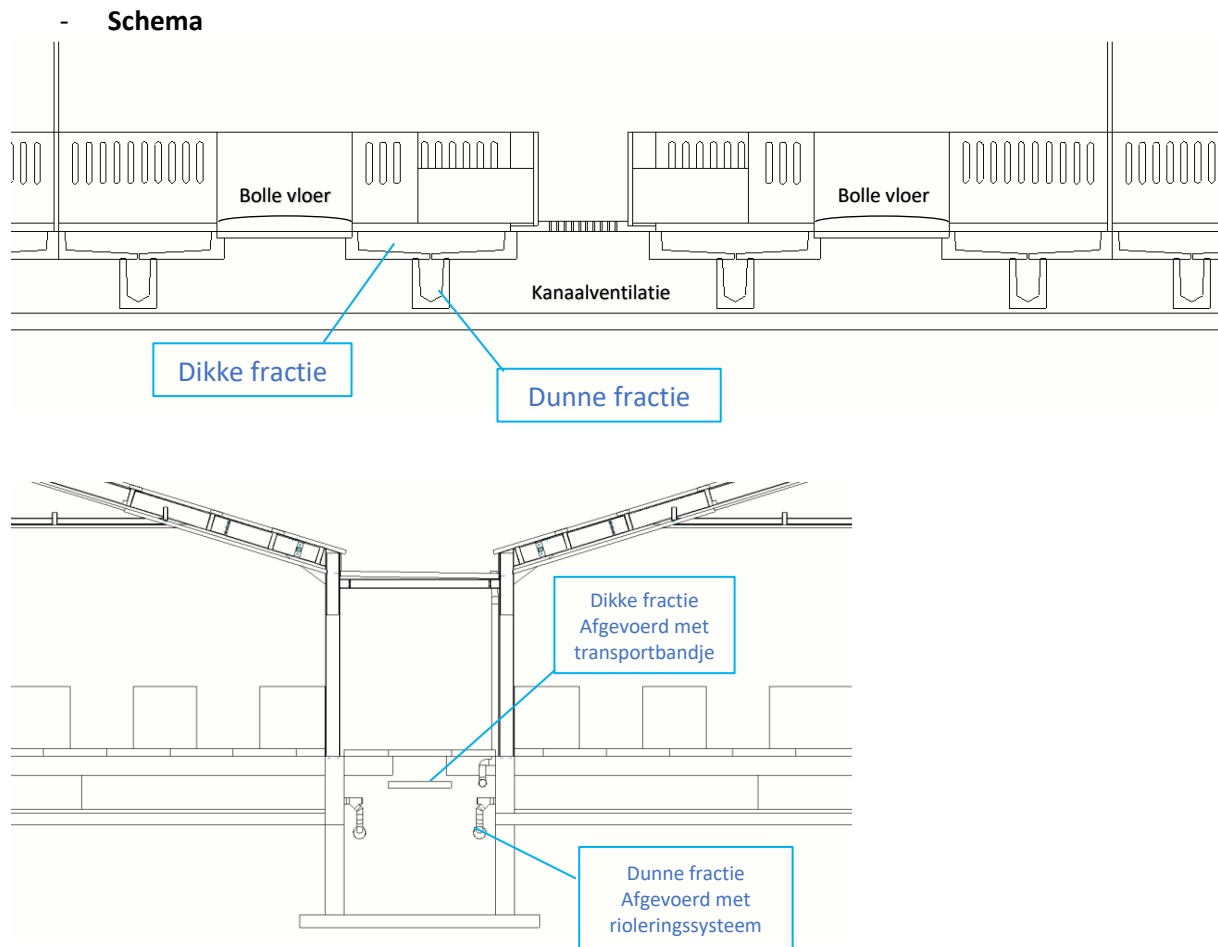 - Schema
Bolle vloer
Bolle vloer
Kanaalventilatie
Dikke fractie
Dunne fractie
Dikke fractie
Afgevoerd met
transportbandje
Dunne fractie
Afgevoerd met
rioleringssysteem